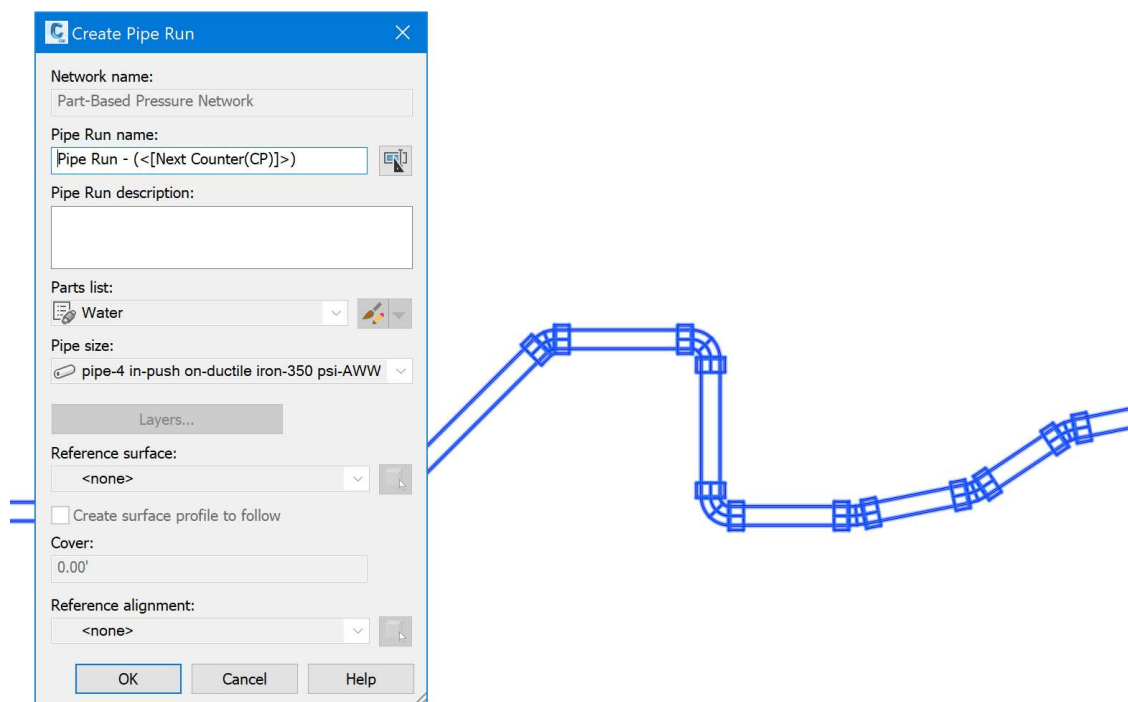 Create Pipe Run
Network name:
Part-Based Pressure Network
Pipe Run name:
Pipe Run - (<[Next Counter(CP)]>)
Pipe Run description:
Parts list:
Water
Pipe size:
pipe-4 in-push on-ductile iron-350 psi-AWW
Layers...
Reference surface:
<none>
Create surface profile to follow
Cover:
0.00'
Reference alignment:
<none>
OK Cancel Help